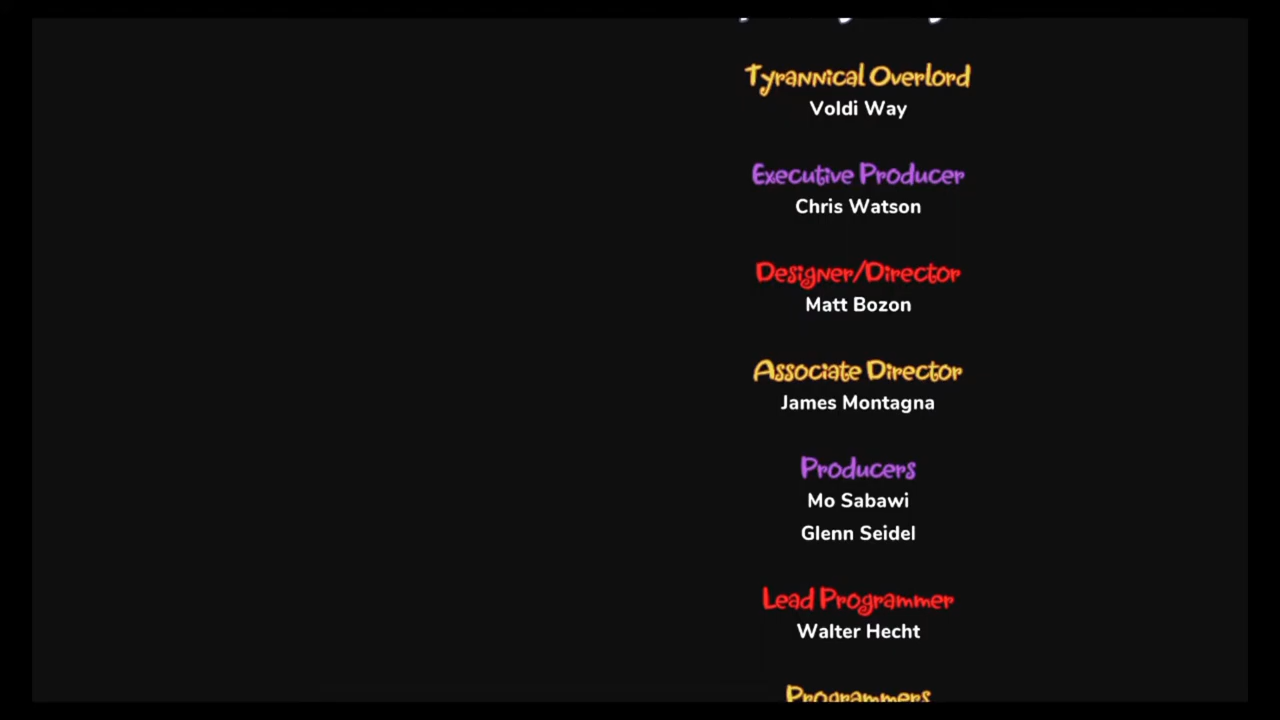 Tyrannical Overlord
Voldi Way
Executive Producer
Chris Watson
Designer/Director
Matt Bozon
Associate Director
James Montagna
Producers
Mo Sabawi
Glenn Seidel
Lead Programmer
Walter Hecht
Programmers